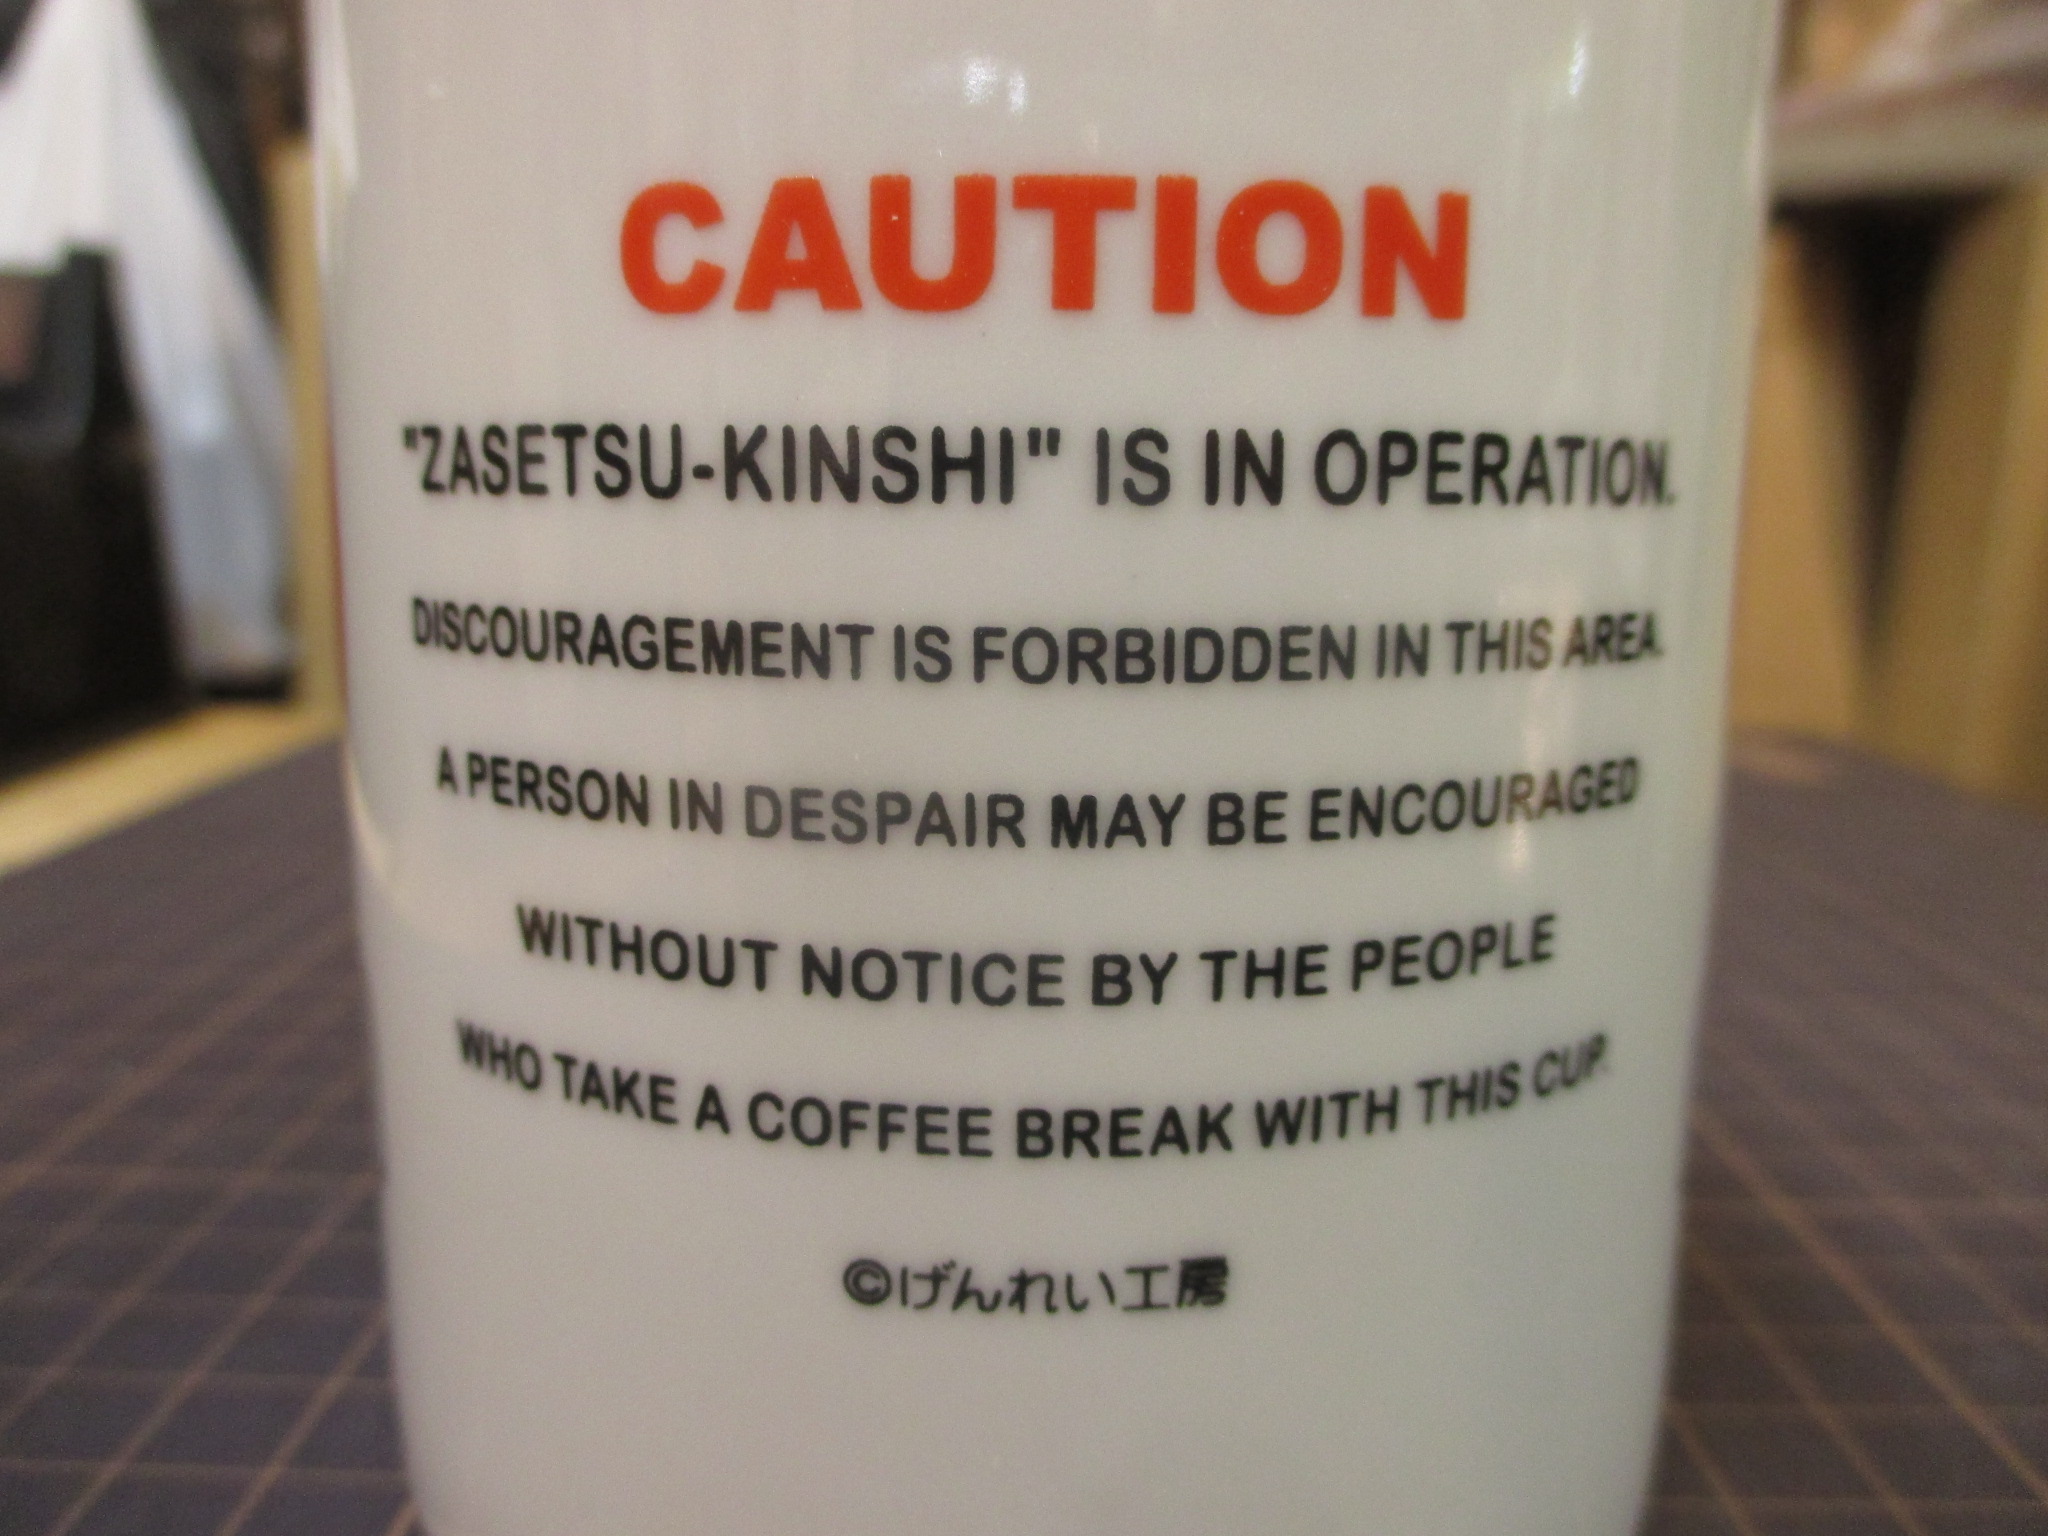 CAUTION
"ZASETSU-KINSHI" IS IN OPERATION.
DISCOURAGEMENT IS FORBIDDEN IN THIS AREA.
A PERSON IN DESPAIR MAY BE ENCOURAGED
WITHOUT NOTICE BY THE PEOPLE
WHO TAKE A COFFEE BREAK WITH THIS CUP.
©げんれい工房